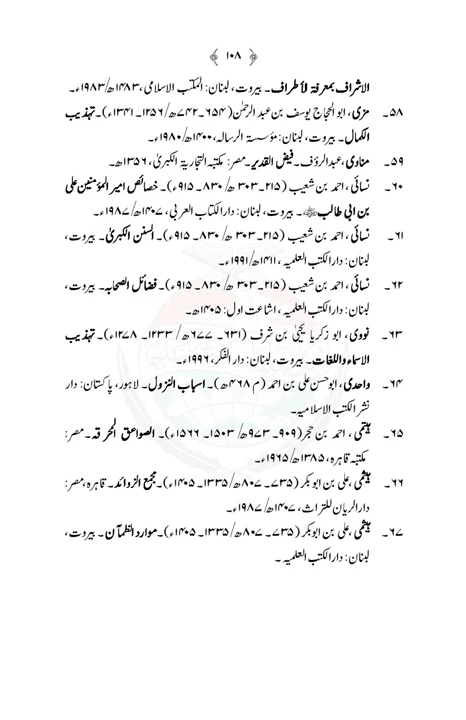 ﴿ ۱۰۸ ﴾
الاشراف بمعرفۃ الأطراف۔ بیروت، لبنان: المکتب الاسلامی، ۱۴۸۳ھ/۱۹۸۳ء۔
۵۸۔ مزی، ابو الحجاج یوسف بن عبد الرحمٰن (۶۵۴۔۷۴۲ھ/۱۲۵۶۔۱۳۴۱ء)۔ تہذیب
الکمال۔ بیروت، لبنان: مؤسسۃ الرسالہ، ۱۴۰۰ھ/۱۹۸۰ء۔
۵۹۔ مناوی، عبدالرؤف۔ فیض القدیر۔ مصر: مکتبہ التجاریۃ الکبریٰ، ۱۳۵۶ھ۔
۶۰۔ نسائی، احمد بن شعیب (۲۱۵۔۳۰۳ھ/۸۳۰۔۹۱۵ء)۔ خصائص امیر المؤمنین علی
بن ابی طالب ؓ۔ بیروت، لبنان: دارالکتاب العربی، ۱۴۰۷ھ/۱۹۸۷ء۔
۶۱۔ نسائی، احمد بن شعیب (۲۱۵۔۳۰۳ھ/۸۳۰۔۹۱۵ء)۔ السنن الکبریٰ۔ بیروت،
لبنان: دارالکتب العلمیہ، ۱۴۱۱ھ/۱۹۹۱ء۔
۶۲۔ نسائی، احمد بن شعیب (۲۱۵۔۳۰۳ھ/۸۳۰۔۹۱۵ء)۔ فضائل الصحابہ۔ بیروت،
لبنان: دارالکتب العلمیہ، اشاعت اول: ۱۴۰۵ھ۔
۶۳۔ نووی، ابو زکریا یحیٰی بن شرف (۶۳۱۔۶۷۷ھ/۱۲۳۳۔۱۲۷۸ء)۔ تہذیب
الاسماء واللغات۔ بیروت، لبنان: دار الفکر، ۱۹۹۶ء۔
۶۴۔ واحدی، ابوحسن علی بن احمد (م ۴۶۸ھ)۔ اسباب النزول۔ لاہور، پاکستان: دار
نشر الکتب الاسلامیہ۔
۶۵۔ ہیتمی، احمد بن حجر (۹۰۹۔۹۷۳ھ/۱۵۰۳۔۱۵۶۶ء)۔ الصواعق المحرقہ۔ مصر:
مکتبہ قاہرہ، ۱۳۸۵ھ/۱۹۶۵ء۔
۶۶۔ ہیثمی، علی بن ابوبکر (۷۳۵۔۸۰۷ھ/۱۳۳۵۔۱۴۰۵ء)۔ مجمع الزوائد۔ قاہرہ، مصر:
دارالریان للتراث، ۱۴۰۷ھ/۱۹۸۷ء۔
۶۷۔ ہیثمی، علی بن ابوبکر (۷۳۵۔۸۰۷ھ/۱۳۳۵۔۱۴۰۵ء)۔ موارد الظمآن۔ بیروت،
لبنان: دارالکتب العلمیہ۔